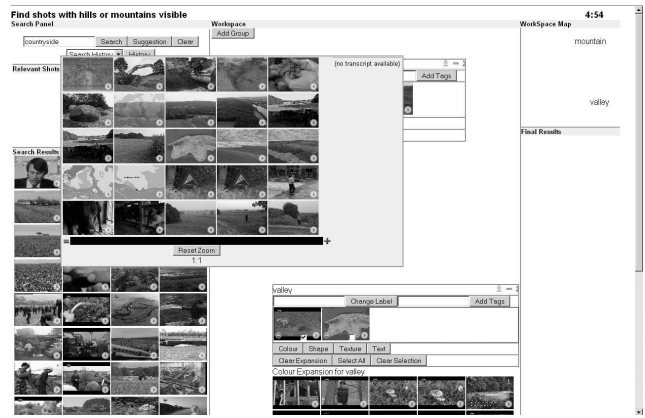 Find shots with hills or mountains visible
4:54
Search Panel
Workspace
WorkSpace Map
countryside
Search
Suggestion
Clear
Add Group
Search History
History
mountain
(no transcript available)
Relevant Shots
Add Tags
valley
Final Results
Search Results
Reset Zoom
1:1
valley
Change Label
Add Tags
Colour
Shape
Texture
Text
Clear Expansion
Select All
Clear Selection
Colour Expansion for valley